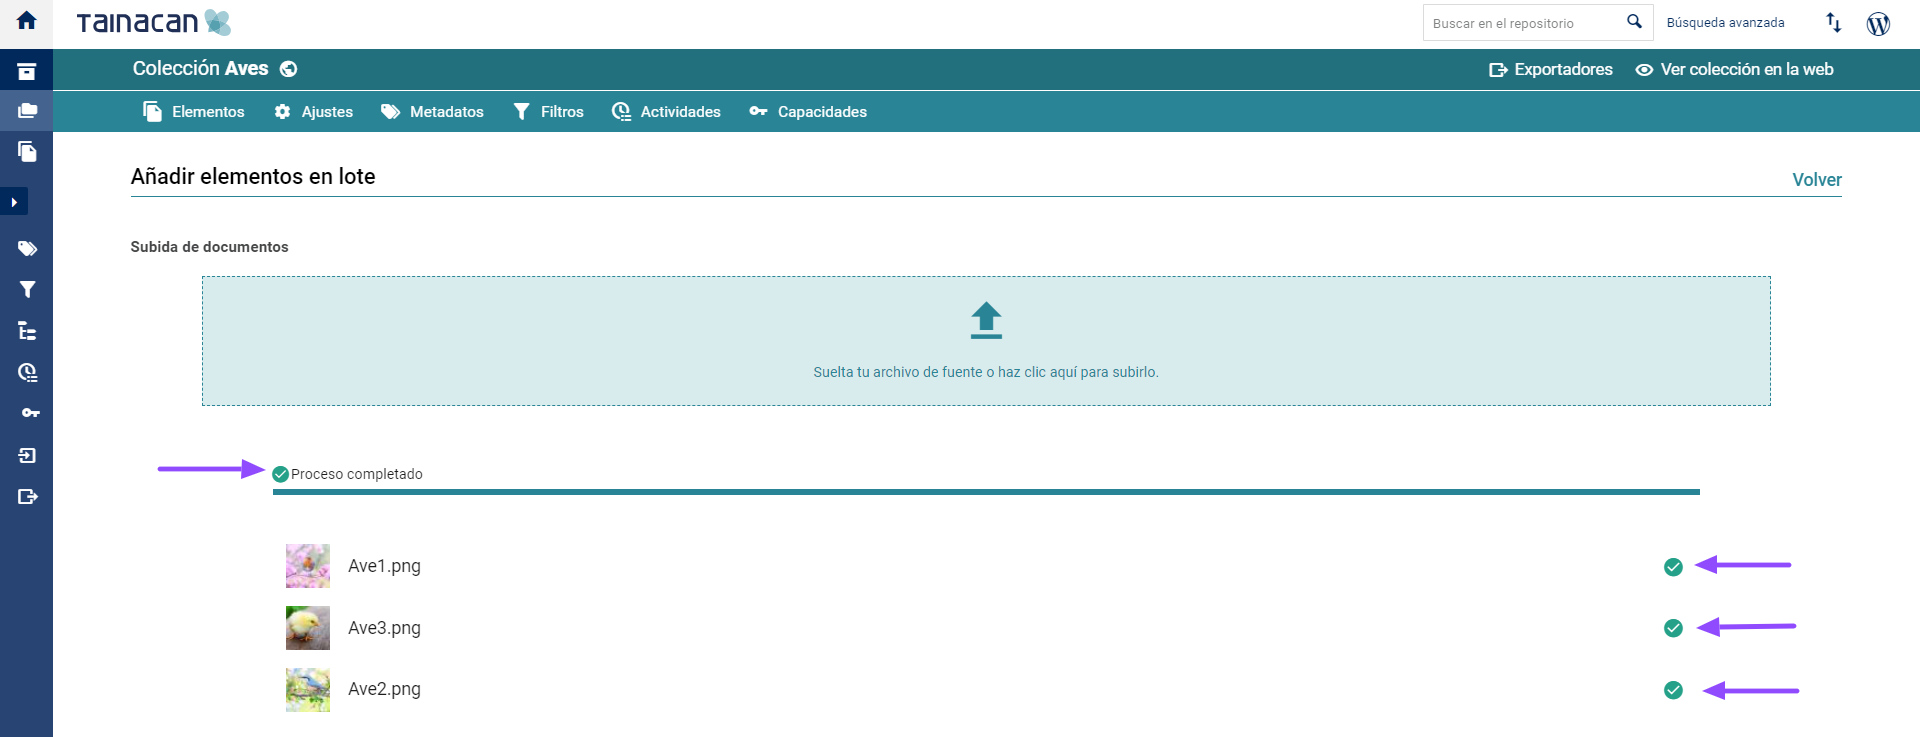 TAINACAN
Buscar en el repositorio
Búsqueda avanzada
Colección Aves
Exportadores
Ver colección en la web
Elementos
Ajustes
Metadatos
Filtros
Actividades
Capacidades
Añadir elementos en lote
Volver
Subida de documentos
Suelta tu archivo de fuente o haz clic aquí para subirlo.
Proceso completado
Ave1.png
Ave3.png
Ave2.png